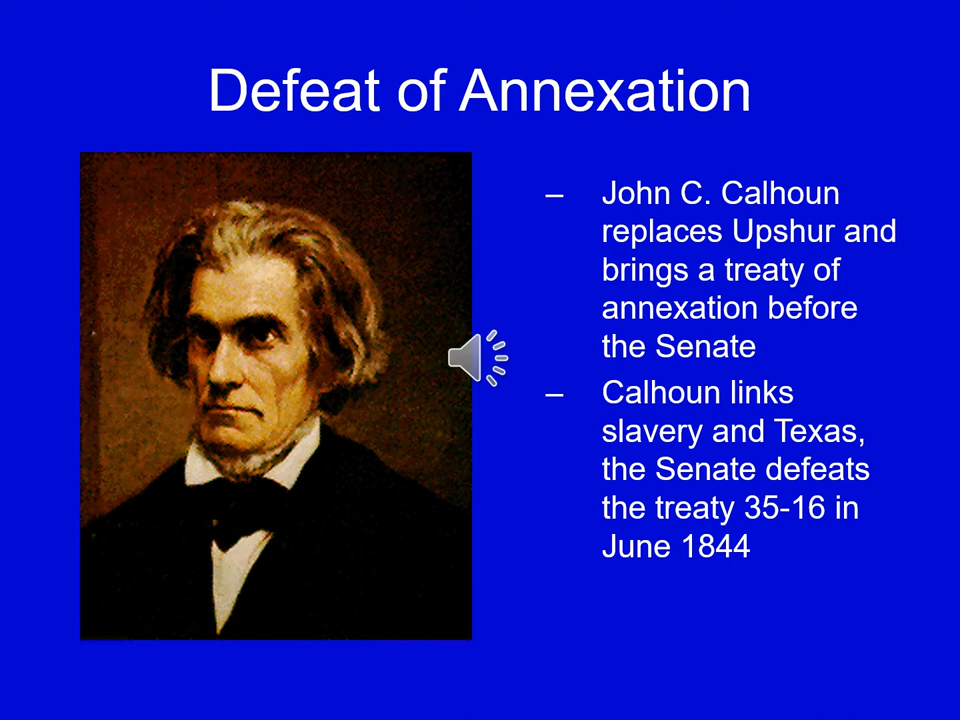 Defeat of Annexation
– John C. Calhoun
replaces Upshur and
brings a treaty of
annexation before
the Senate
– Calhoun links
slavery and Texas,
the Senate defeats
the treaty 35-16 in
June 1844